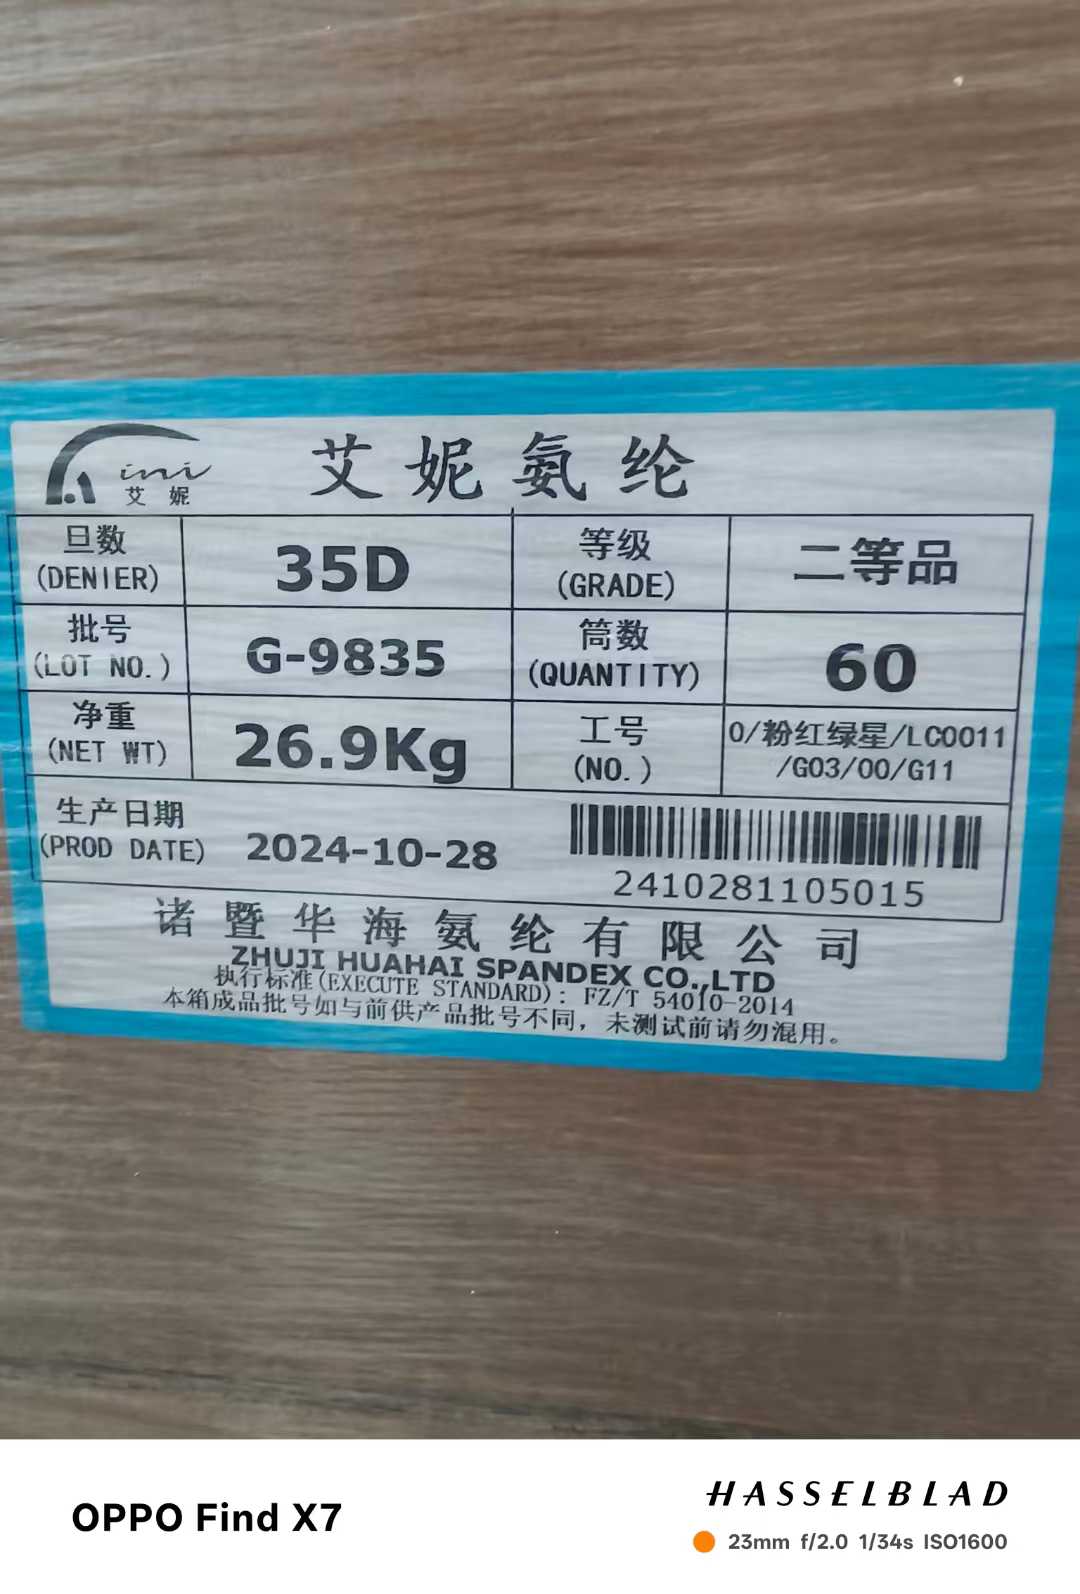 ini
艾妮
艾妮氨纶
旦数
(DENIER)
35D
等级
(GRADE)
二等品
批号
(LOT NO.)
G-9835
筒数
(QUANTITY)
60
净重
(NET WT)
26.9Kg
工号
(NO.)
0/粉红绿星/LC0011
/G03/00/G11
生产日期
(PROD DATE)
2024-10-28
2410281105015
诸暨华海氨纶有限公司
ZHUJI HUAHAI SPANDEX CO.,LTD
执行标准(EXECUTE STANDARD): FZ/T 54010-2014
本箱成品批号如与前供产品批号不同，未测试前请勿混用。
OPPO Find X7
HASSELBLAD
23mm f/2.0 1/34s ISO1600